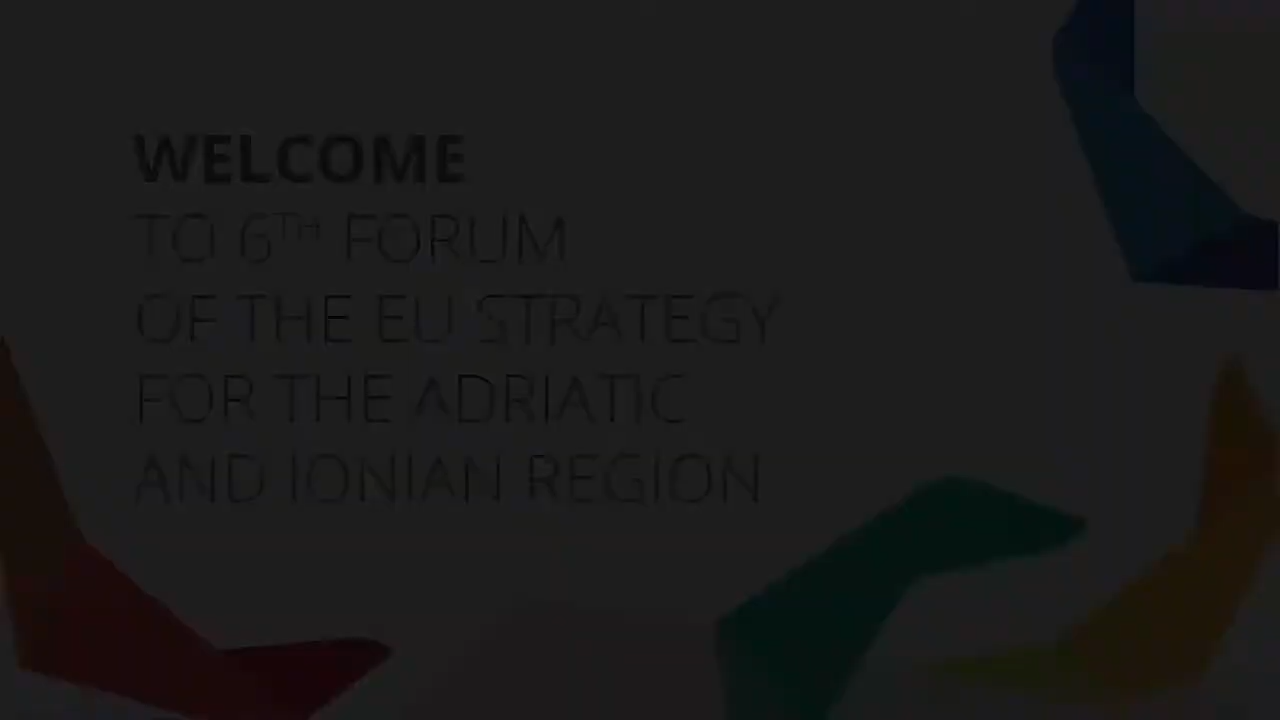 WELCOME
TO 6TH FORUM
OF THE EU STRATEGY
FOR THE ADRIATIC
AND IONIAN REGION